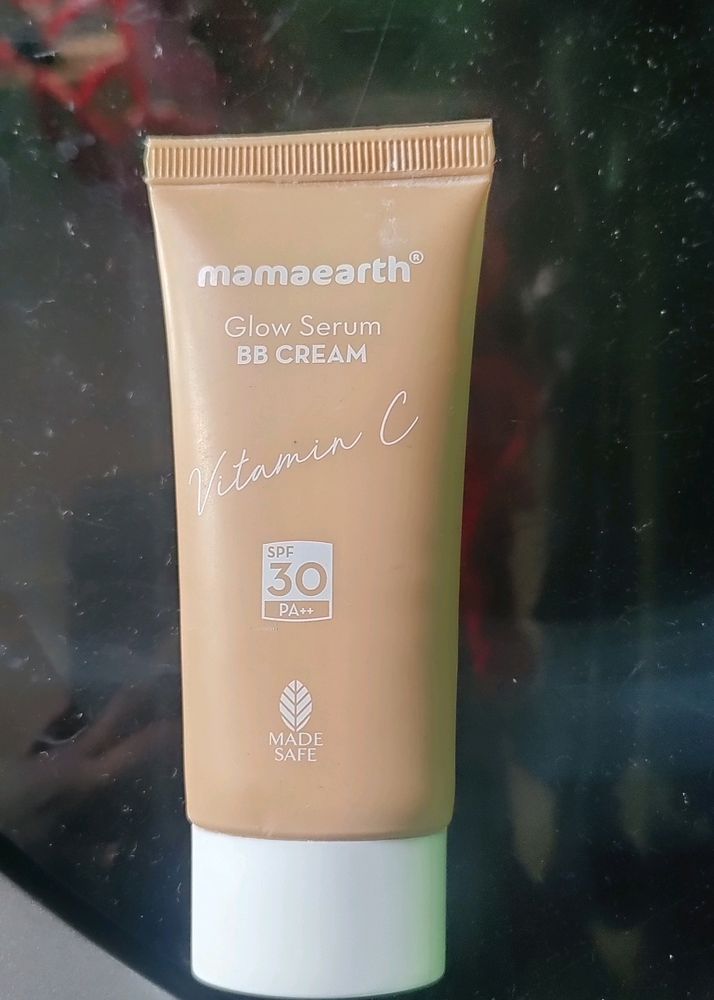 mamaearth®
Glow Serum
BB CREAM
Vitamin C
SPF
30
PA++
MADE
SAFE